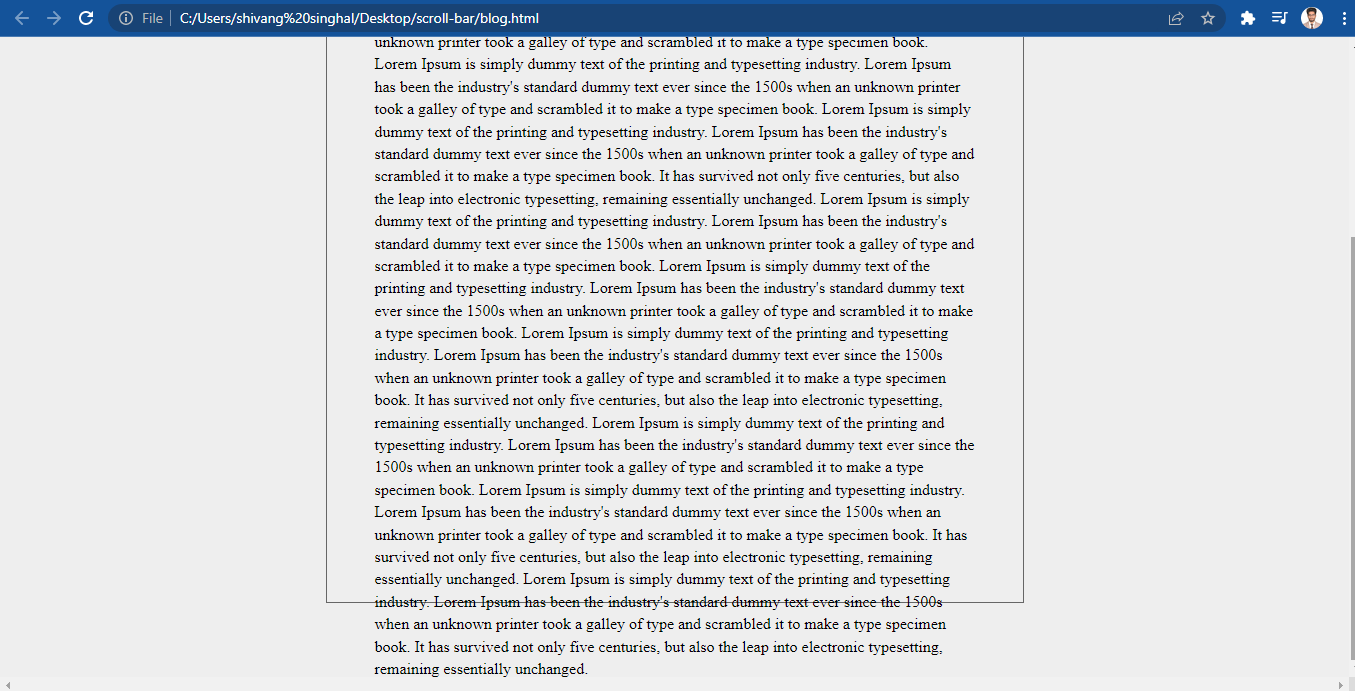 File
C:/Users/shivang%20singhal/Desktop/scroll-bar/blog.html
unknown printer took a galley of type and scrambled it to make a type specimen book.
Lorem Ipsum is simply dummy text of the printing and typesetting industry. Lorem Ipsum
has been the industry's standard dummy text ever since the 1500s when an unknown printer
took a galley of type and scrambled it to make a type specimen book. Lorem Ipsum is simply
dummy text of the printing and typesetting industry. Lorem Ipsum has been the industry's
standard dummy text ever since the 1500s when an unknown printer took a galley of type and
scrambled it to make a type specimen book. It has survived not only five centuries, but also
the leap into electronic typesetting, remaining essentially unchanged. Lorem Ipsum is simply
dummy text of the printing and typesetting industry. Lorem Ipsum has been the industry's
standard dummy text ever since the 1500s when an unknown printer took a galley of type and
scrambled it to make a type specimen book. Lorem Ipsum is simply dummy text of the
printing and typesetting industry. Lorem Ipsum has been the industry's standard dummy text
ever since the 1500s when an unknown printer took a galley of type and scrambled it to make
a type specimen book. Lorem Ipsum is simply dummy text of the printing and typesetting
industry. Lorem Ipsum has been the industry's standard dummy text ever since the 1500s
when an unknown printer took a galley of type and scrambled it to make a type specimen
book. It has survived not only five centuries, but also the leap into electronic typesetting,
remaining essentially unchanged. Lorem Ipsum is simply dummy text of the printing and
typesetting industry. Lorem Ipsum has been the industry's standard dummy text ever since the
1500s when an unknown printer took a galley of type and scrambled it to make a type
specimen book. Lorem Ipsum is simply dummy text of the printing and typesetting industry.
Lorem Ipsum has been the industry's standard dummy text ever since the 1500s when an
unknown printer took a galley of type and scrambled it to make a type specimen book. It has
survived not only five centuries, but also the leap into electronic typesetting, remaining
essentially unchanged. Lorem Ipsum is simply dummy text of the printing and typesetting
industry. Lorem Ipsum has been the industry's standard dummy text ever since the 1500s
when an unknown printer took a galley of type and scrambled it to make a type specimen
book. It has survived not only five centuries, but also the leap into electronic typesetting,
remaining essentially unchanged.